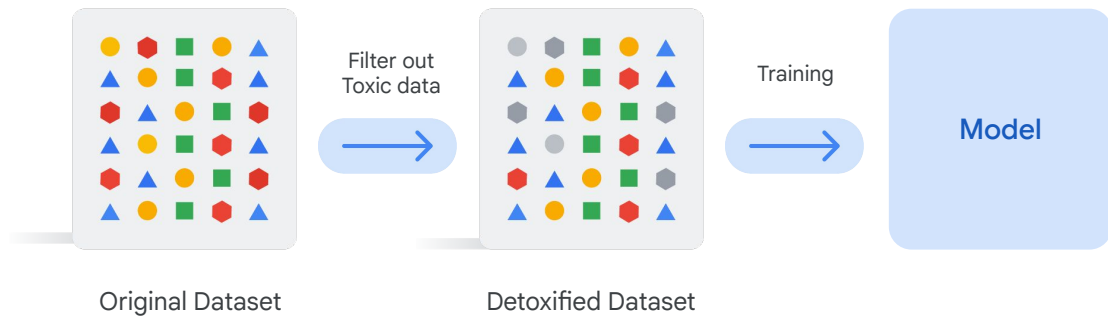 Filter out
Toxic data
Training
Model
Original Dataset
Detoxified Dataset